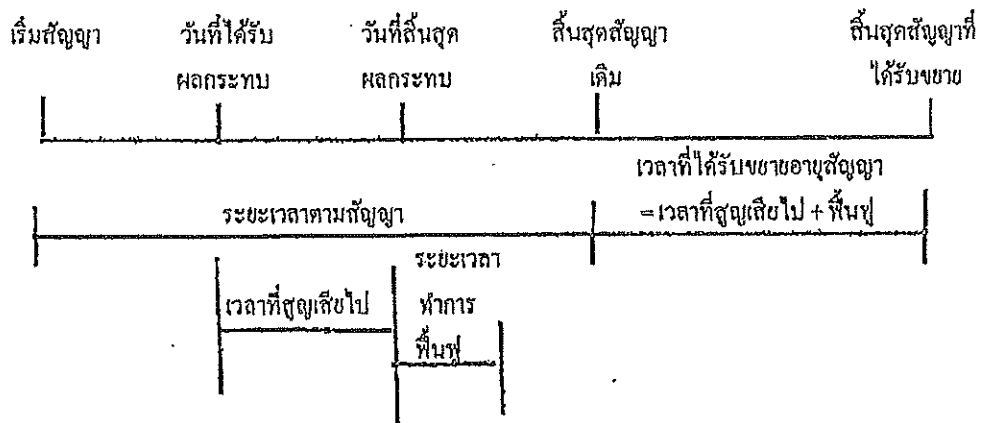 เริ่มสัญญา วันที่ได้รับ วันที่สิ้นสุด สิ้นสุดสัญญา สิ้นสุดสัญญาที่
ผลกระทบ ผลกระทบ เดิม ได้รับขยาย
เวลาที่ได้รับขยายอายุสัญญา
ระยะเวลาตามสัญญา =เวลาที่สูญเสียไป + ฟื้นฟู
ระยะเวลา
เวลาที่สูญเสียไป ทำการ
ฟื้นฟู